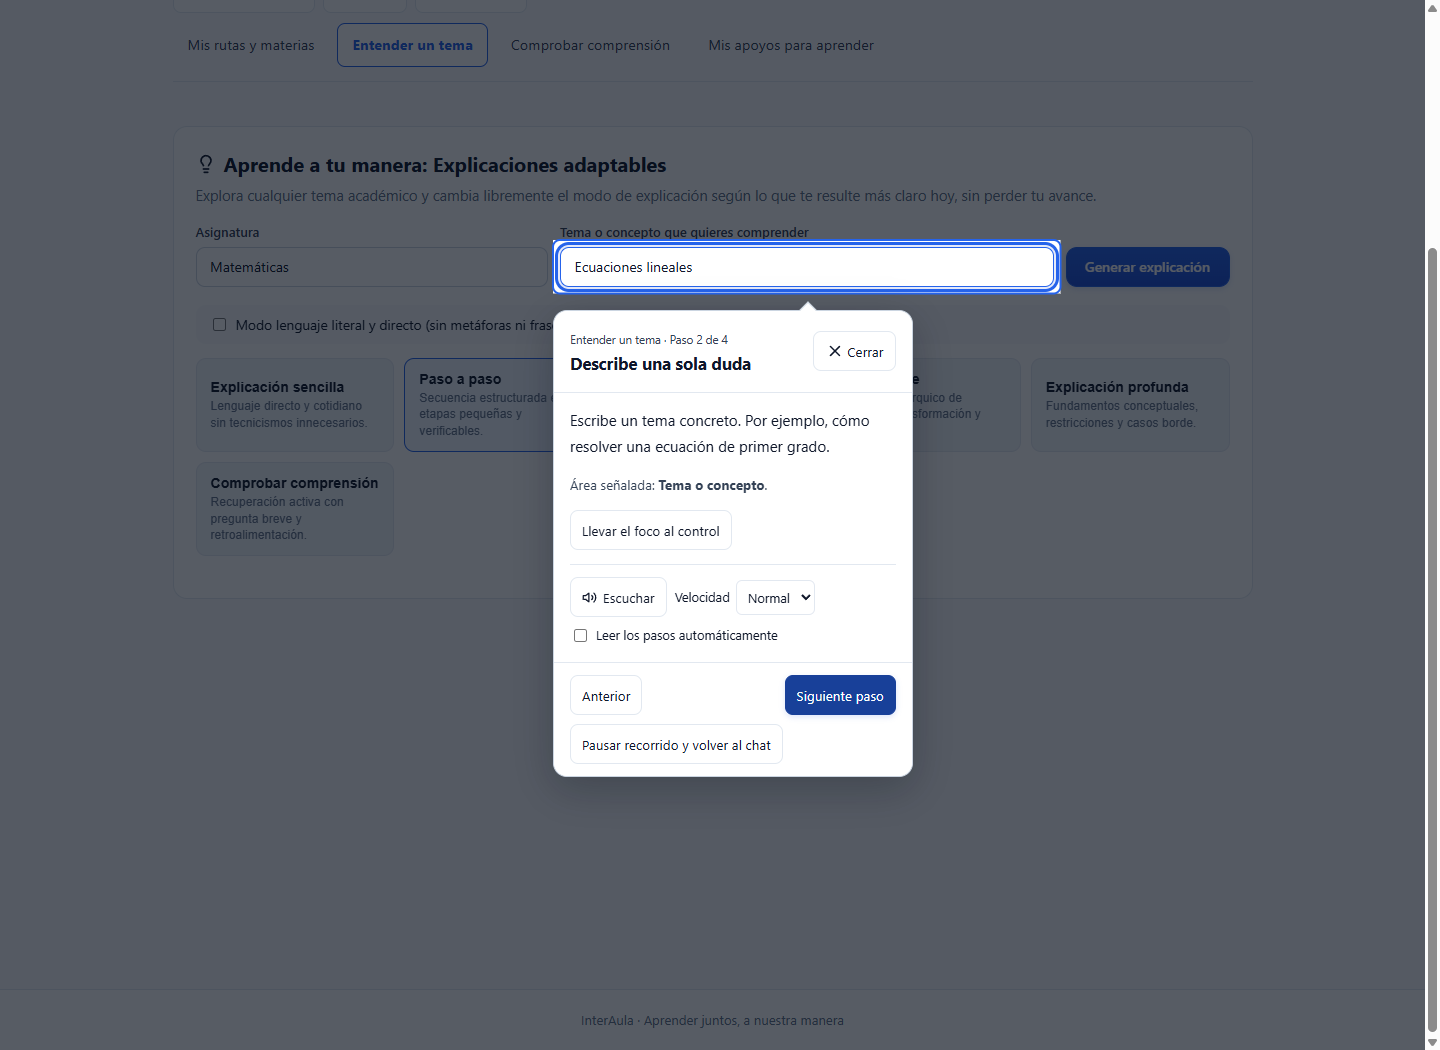 Mis rutas y materias
Entender un tema
Comprobar comprensión
Mis apoyos para aprender
Aprende a tu manera: Explicaciones adaptables
Explora cualquier tema académico y cambia libremente el modo de explicación según lo que te resulte más claro hoy, sin perder tu avance.
Asignatura
Matemáticas
Tema o concepto que quieres comprender
Ecuaciones lineales
Generar explicación
Modo lenguaje literal y directo (sin metáforas ni
Explicación sencilla
Lenguaje directo y cotidiano
sin tecnicismos innecesarios.
Paso a paso
Secuencia estructurada
etapas pequeñas y
verificables.
Explicación profunda
Fundamentos conceptuales,
restricciones y casos borde.
Comprobar comprensión
Recuperación activa con
pregunta breve y
retroalimentación.
Entender un tema · Paso 2 de 4
Describe una sola duda
Cerrar
Escribe un tema concreto. Por ejemplo, cómo
resolver una ecuación de primer grado.
Área señalada: Tema o concepto.
Llevar el foco al control
Escuchar
Velocidad
Normal
Leer los pasos automáticamente
Anterior
Siguiente paso
Pausar recorrido y volver al chat
InterAula · Aprender juntos, a nuestra manera